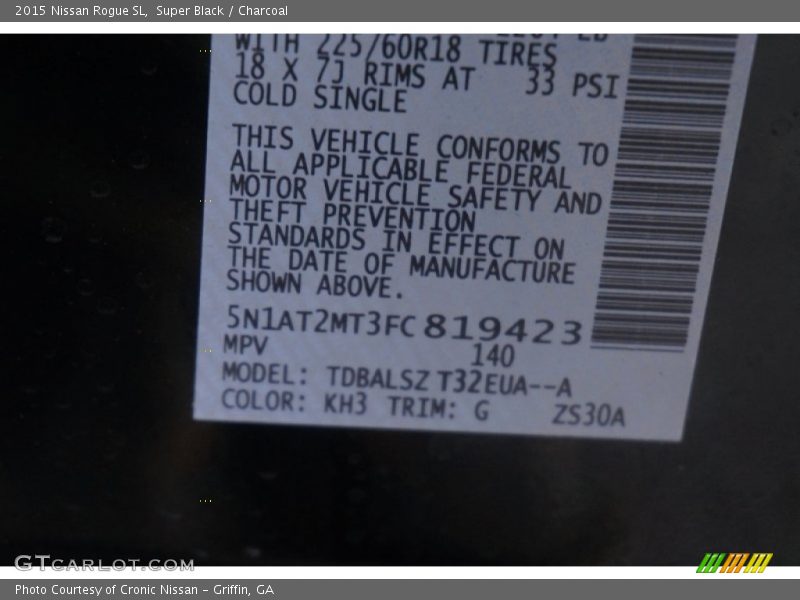 2015 Nissan Rogue SL, Super Black / Charcoal
WITH 225/60R18 TIRES
18 X 7J RIMS AT 33 PSI
COLD SINGLE
THIS VEHICLE CONFORMS TO
ALL APPLICABLE FEDERAL
MOTOR VEHICLE SAFETY AND
THEFT PREVENTION
STANDARDS IN EFFECT ON
THE DATE OF MANUFACTURE
SHOWN ABOVE.
5N1AT2MT3FC819423
MPV 140
MODEL: TDBALSZ T32EUA--A
COLOR: KH3 TRIM: G ZS30A
GTCARLOT.COM
Photo Courtesy of Cronic Nissan - Griffin, GA